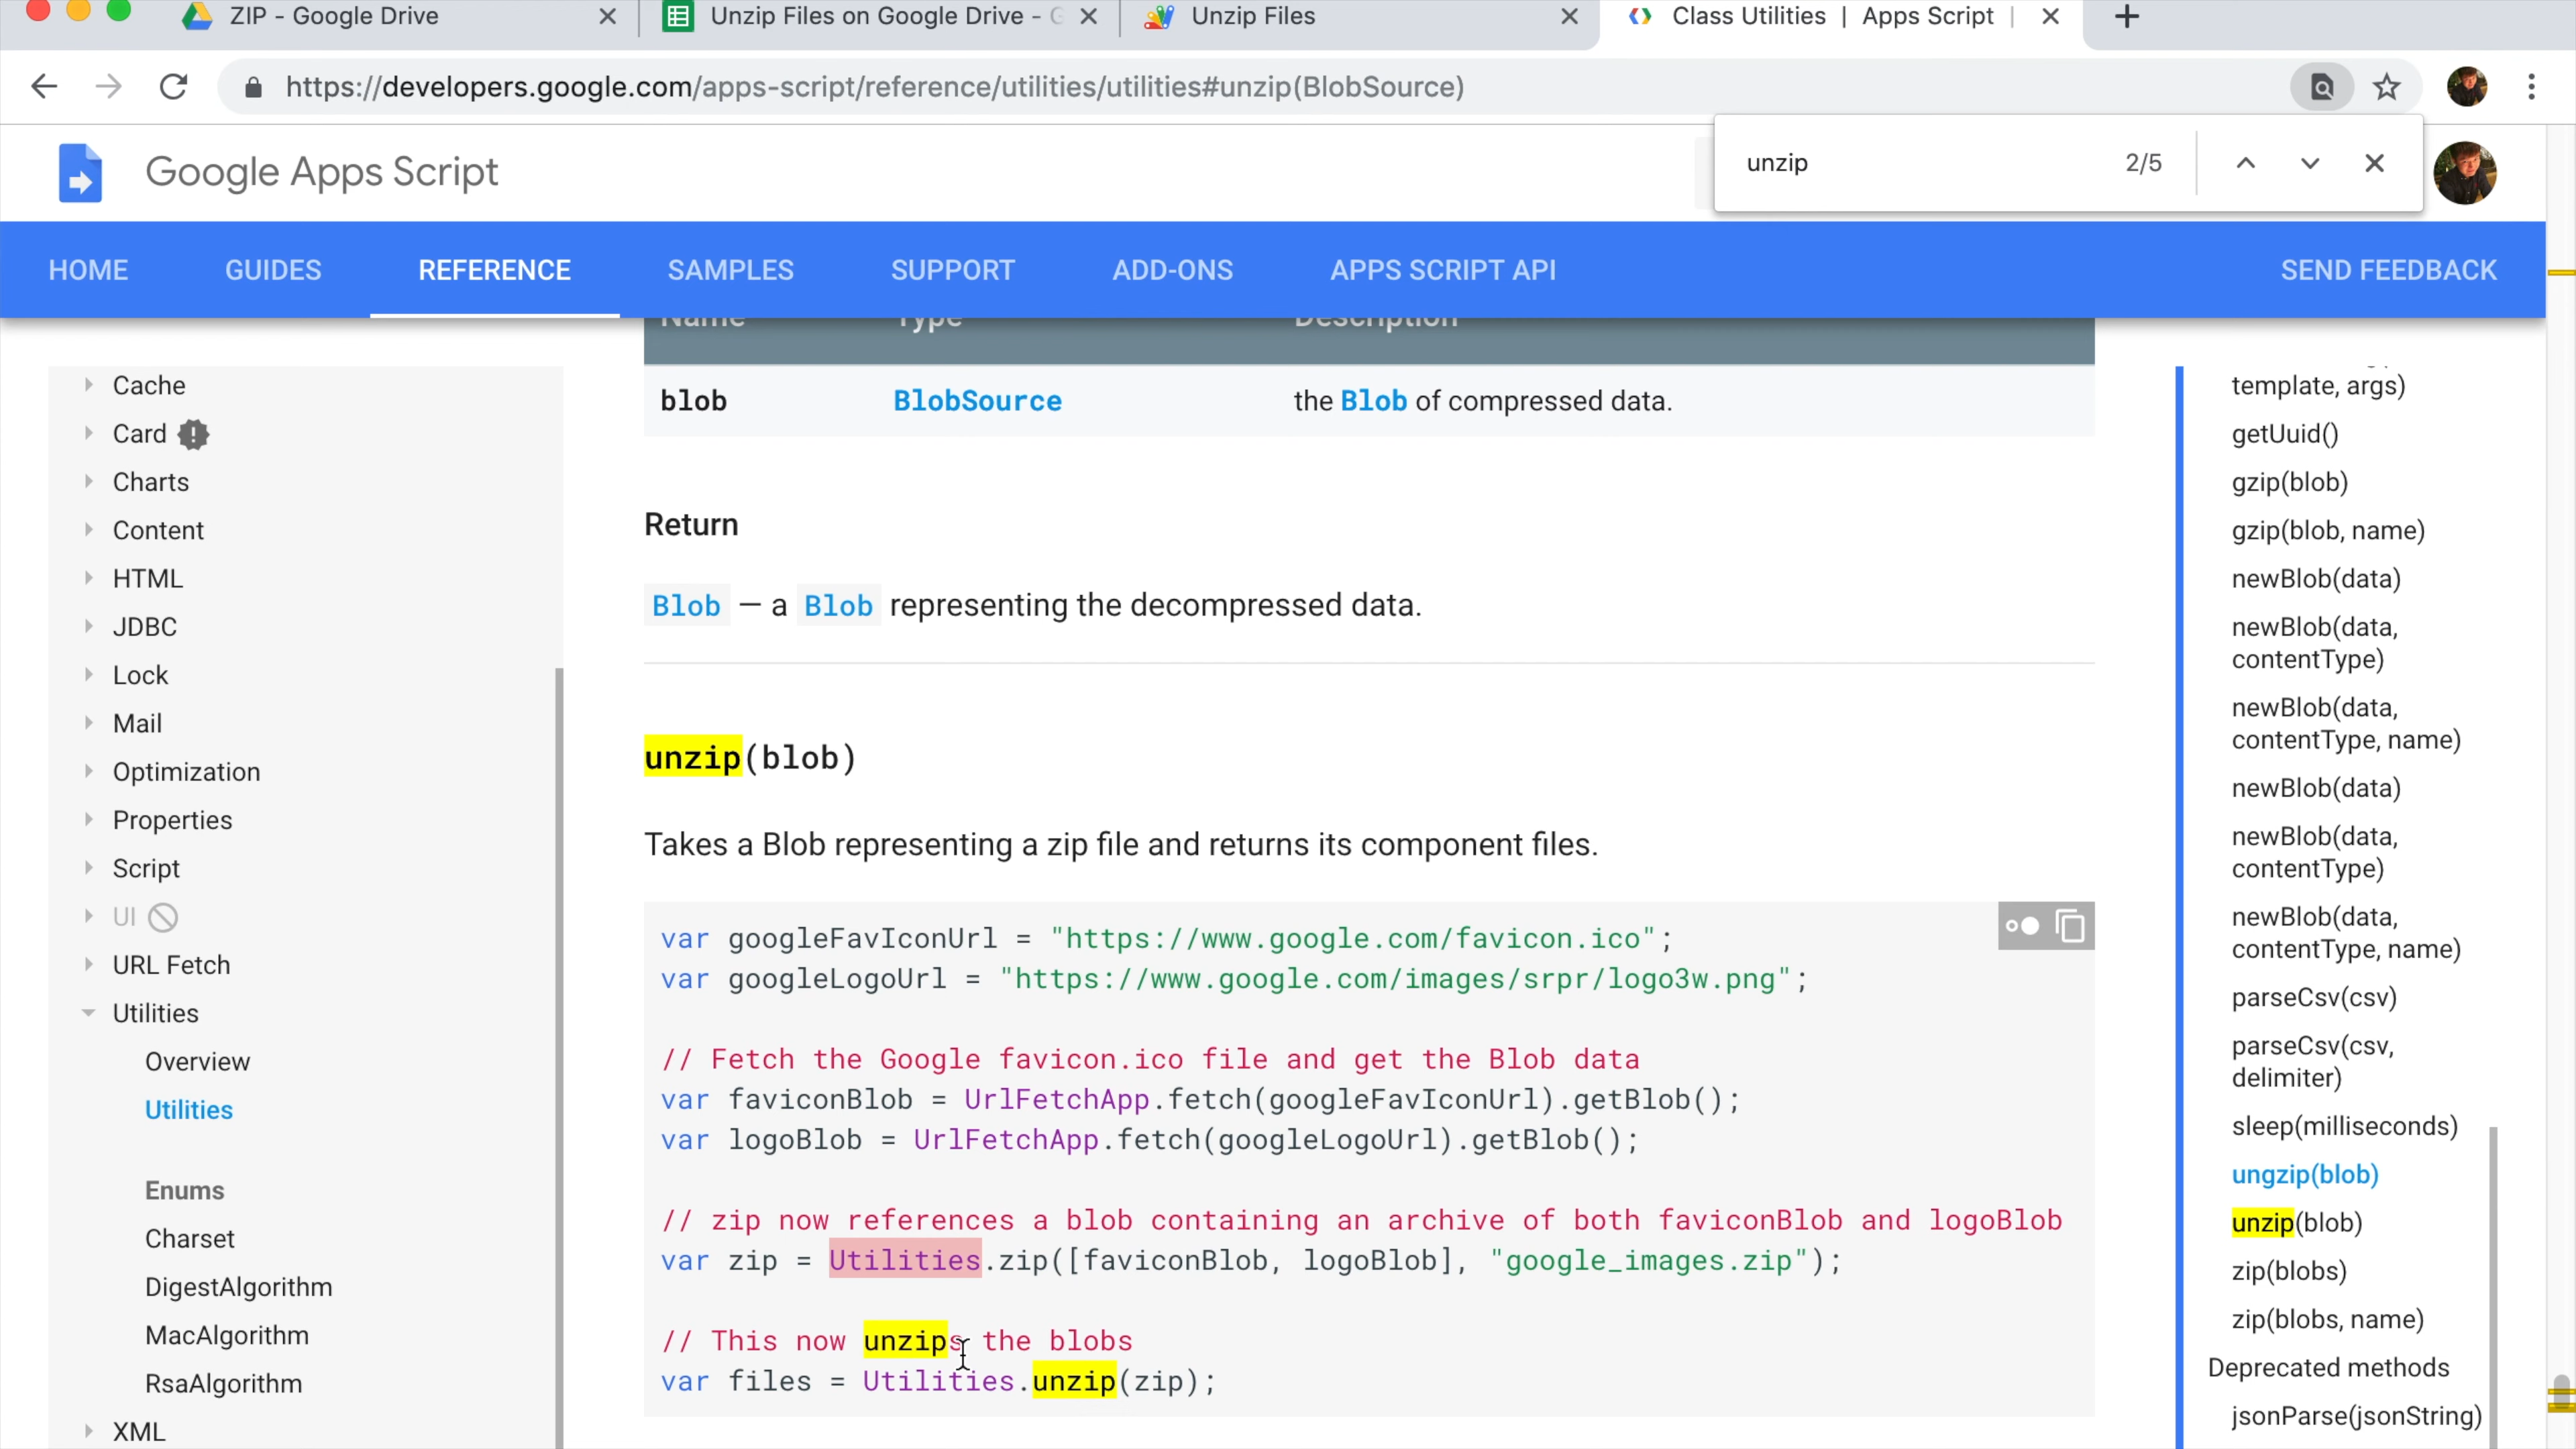 ZIP - Google Drive
Unzip Files on Google Drive - G
Unzip Files
Class Utilities | Apps Script |
https://developers.google.com/apps-script/reference/utilities/utilities#unzip(BlobSource)
unzip
2/5
Google Apps Script
HOME
GUIDES
REFERENCE
SAMPLES
SUPPORT
ADD-ONS
APPS SCRIPT API
SEND FEEDBACK
Cache
Card
Charts
Content
HTML
JDBC
Lock
Mail
Optimization
Properties
Script
UI
URL Fetch
Utilities
Overview
Utilities
Enums
Charset
DigestAlgorithm
MacAlgorithm
RsaAlgorithm
XML
Name Type Description
blob BlobSource the Blob of compressed data.
Return
Blob — a Blob representing the decompressed data.
unzip(blob)
Takes a Blob representing a zip file and returns its component files.
var googleFavIconUrl = "https://www.google.com/favicon.ico";
var googleLogoUrl = "https://www.google.com/images/srpr/logo3w.png";
// Fetch the Google favicon.ico file and get the Blob data
var faviconBlob = UrlFetchApp.fetch(googleFavIconUrl).getBlob();
var logoBlob = UrlFetchApp.fetch(googleLogoUrl).getBlob();
// zip now references a blob containing an archive of both faviconBlob and logoBlob
var zip = Utilities.zip([faviconBlob, logoBlob], "google_images.zip");
// This now unzips the blobs
var files = Utilities.unzip(zip);
template, args)
getUuid()
gzip(blob)
gzip(blob, name)
newBlob(data)
newBlob(data,
contentType)
newBlob(data,
contentType, name)
newBlob(data)
newBlob(data,
contentType)
newBlob(data,
contentType, name)
parseCsv(csv)
parseCsv(csv,
delimiter)
sleep(milliseconds)
ungzip(blob)
unzip(blob)
zip(blobs)
zip(blobs, name)
Deprecated methods
jsonParse(jsonString)